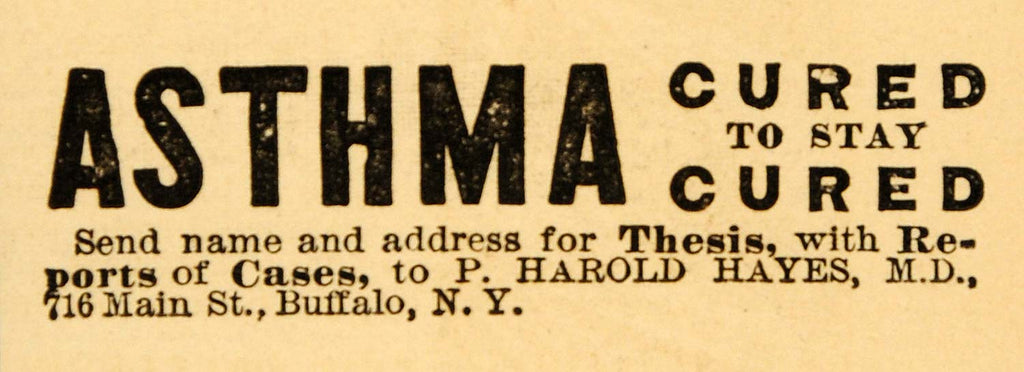 ASTHMA CURED
TO STAY
CURED
Send name and address for Thesis, with Re-
ports of Cases, to P. HAROLD HAYES, M.D.,
716 Main St., Buffalo, N. Y.